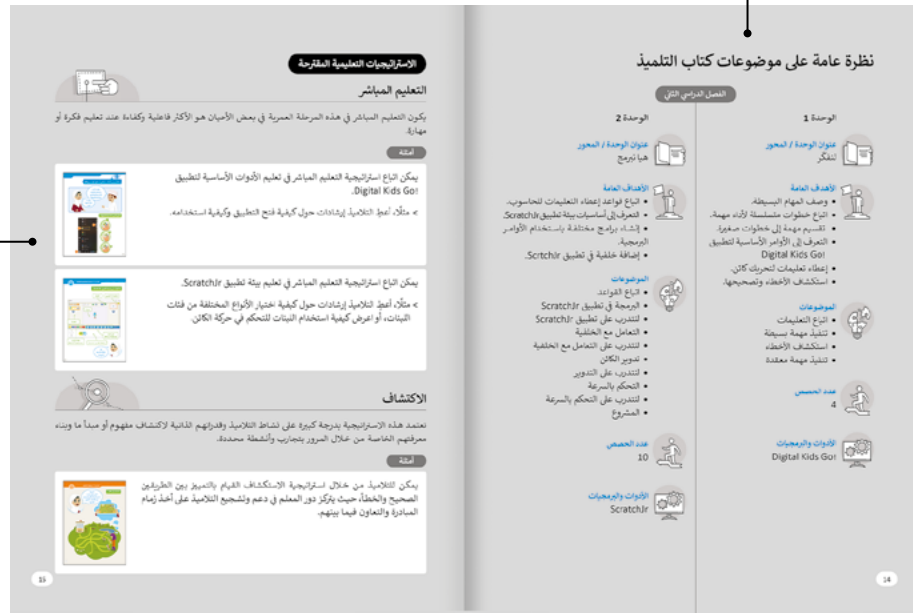 نظرة عامة على موضوعات كتاب التلميذ
الفصل الدراسي الثاني
الوحدة 1
عنوان الوحدة / المحور
لنفكّر
الأهدف العامة
• وصف المهام البسيطة.
• اتباع خطوات متسلسلة لأداء مهمة.
• تقسيم مهمة إلى خطوات صغيرة.
• التعرف إلى الأوامر الأساسية لتطبيق
Digital Kids Go!
• إعطاء تعليمات لتحريك كائن.
• استكشاف الأخطاء وتصحيحها.
الموضوعات
• اتباع التعليمات
• تنفيذ مهمة بسيطة
• استكشاف الأخطاء
• تنفيذ مهمة معقدة
عدد الحصص
4
الأدوات والبرمجيات
Digital Kids Go!
الوحدة 2
عنوان الوحدة / المحور
هيا نبرمج
الأهداف العامة
• اتباع قواعد إعطاء التعليمات للحاسوب.
• التعرف إلى أساسيات بيئة تطبيق ScratchJr.
• إنشاء برامج مختلفة باستخدام الأوامر
البرمجية.
• إضافة خلفية في تطبيق ScrtchJr.
الموضوعات
• اتباع القواعد
• البرمجة في تطبيق ScratchJr
• لنتدرب على تطبيق ScratchJr
• التعامل مع الخلفية
• لنتدرب على التعامل مع الخلفية
• تدوير الكائن
• لنتدرب على التدوير
• التحكم بالسرعة
• لنتدرب على التحكم بالسرعة
• المشروع
عدد الحصص
10
الأدوات والبرمجيات
ScratchJr
14
الاستراتيجيات التعليمية المقترحة
التعليم المباشر
يكون التعليم المباشر في هذه المرحلة العمرية في بعض الأحيان هو الأكثر فاعلية وكفاءة عند تعليم فكرة أو
مهارة.
أمثلة
يمكن اتباع استراتيجية التعليم المباشر في تعليم الأدوات الأساسية لتطبيق
Digital Kids Go!.
> مثلًا، أعطِ التلاميذ إرشادات حول كيفية فتح التطبيق وكيفية استخدامه.
يمكن اتباع استراتيجية التعليم المباشر في تعليم بيئة تطبيق ScratchJr.
> مثلًا، أعطِ التلاميذ إرشادات حول كيفية اختيار الأنواع المختلفة من فئات
اللبنات، أو اعرض كيفية استخدام اللبنات للتحكم في حركة الكائن.
الاكتشاف
تعتمد هذه الاستراتيجية بدرجة كبيرة على نشاط التلاميذ وقدراتهم الذاتية لاكتشاف مفهوم أو مبدأ ما وبناء
معرفتهم الخاصة من خلال المرور بتجارب وأنشطة محددة.
أمثلة
يمكن للتلاميذ من خلال استراتيجية الاستكشاف القيام بالتمييز بين الطريقين
الصحيح والخطأ، حيث يتركز دور المعلم في دعم وتشجيع التلاميذ على أخذ زمام
المبادرة والتعاون فيما بينهم.
15